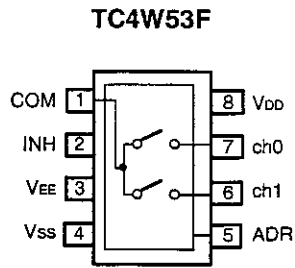 TC4W53F
COM 1 8 VDD
INH 2 7 ch0
VEE 3 6 ch1
VSS 4 5 ADR